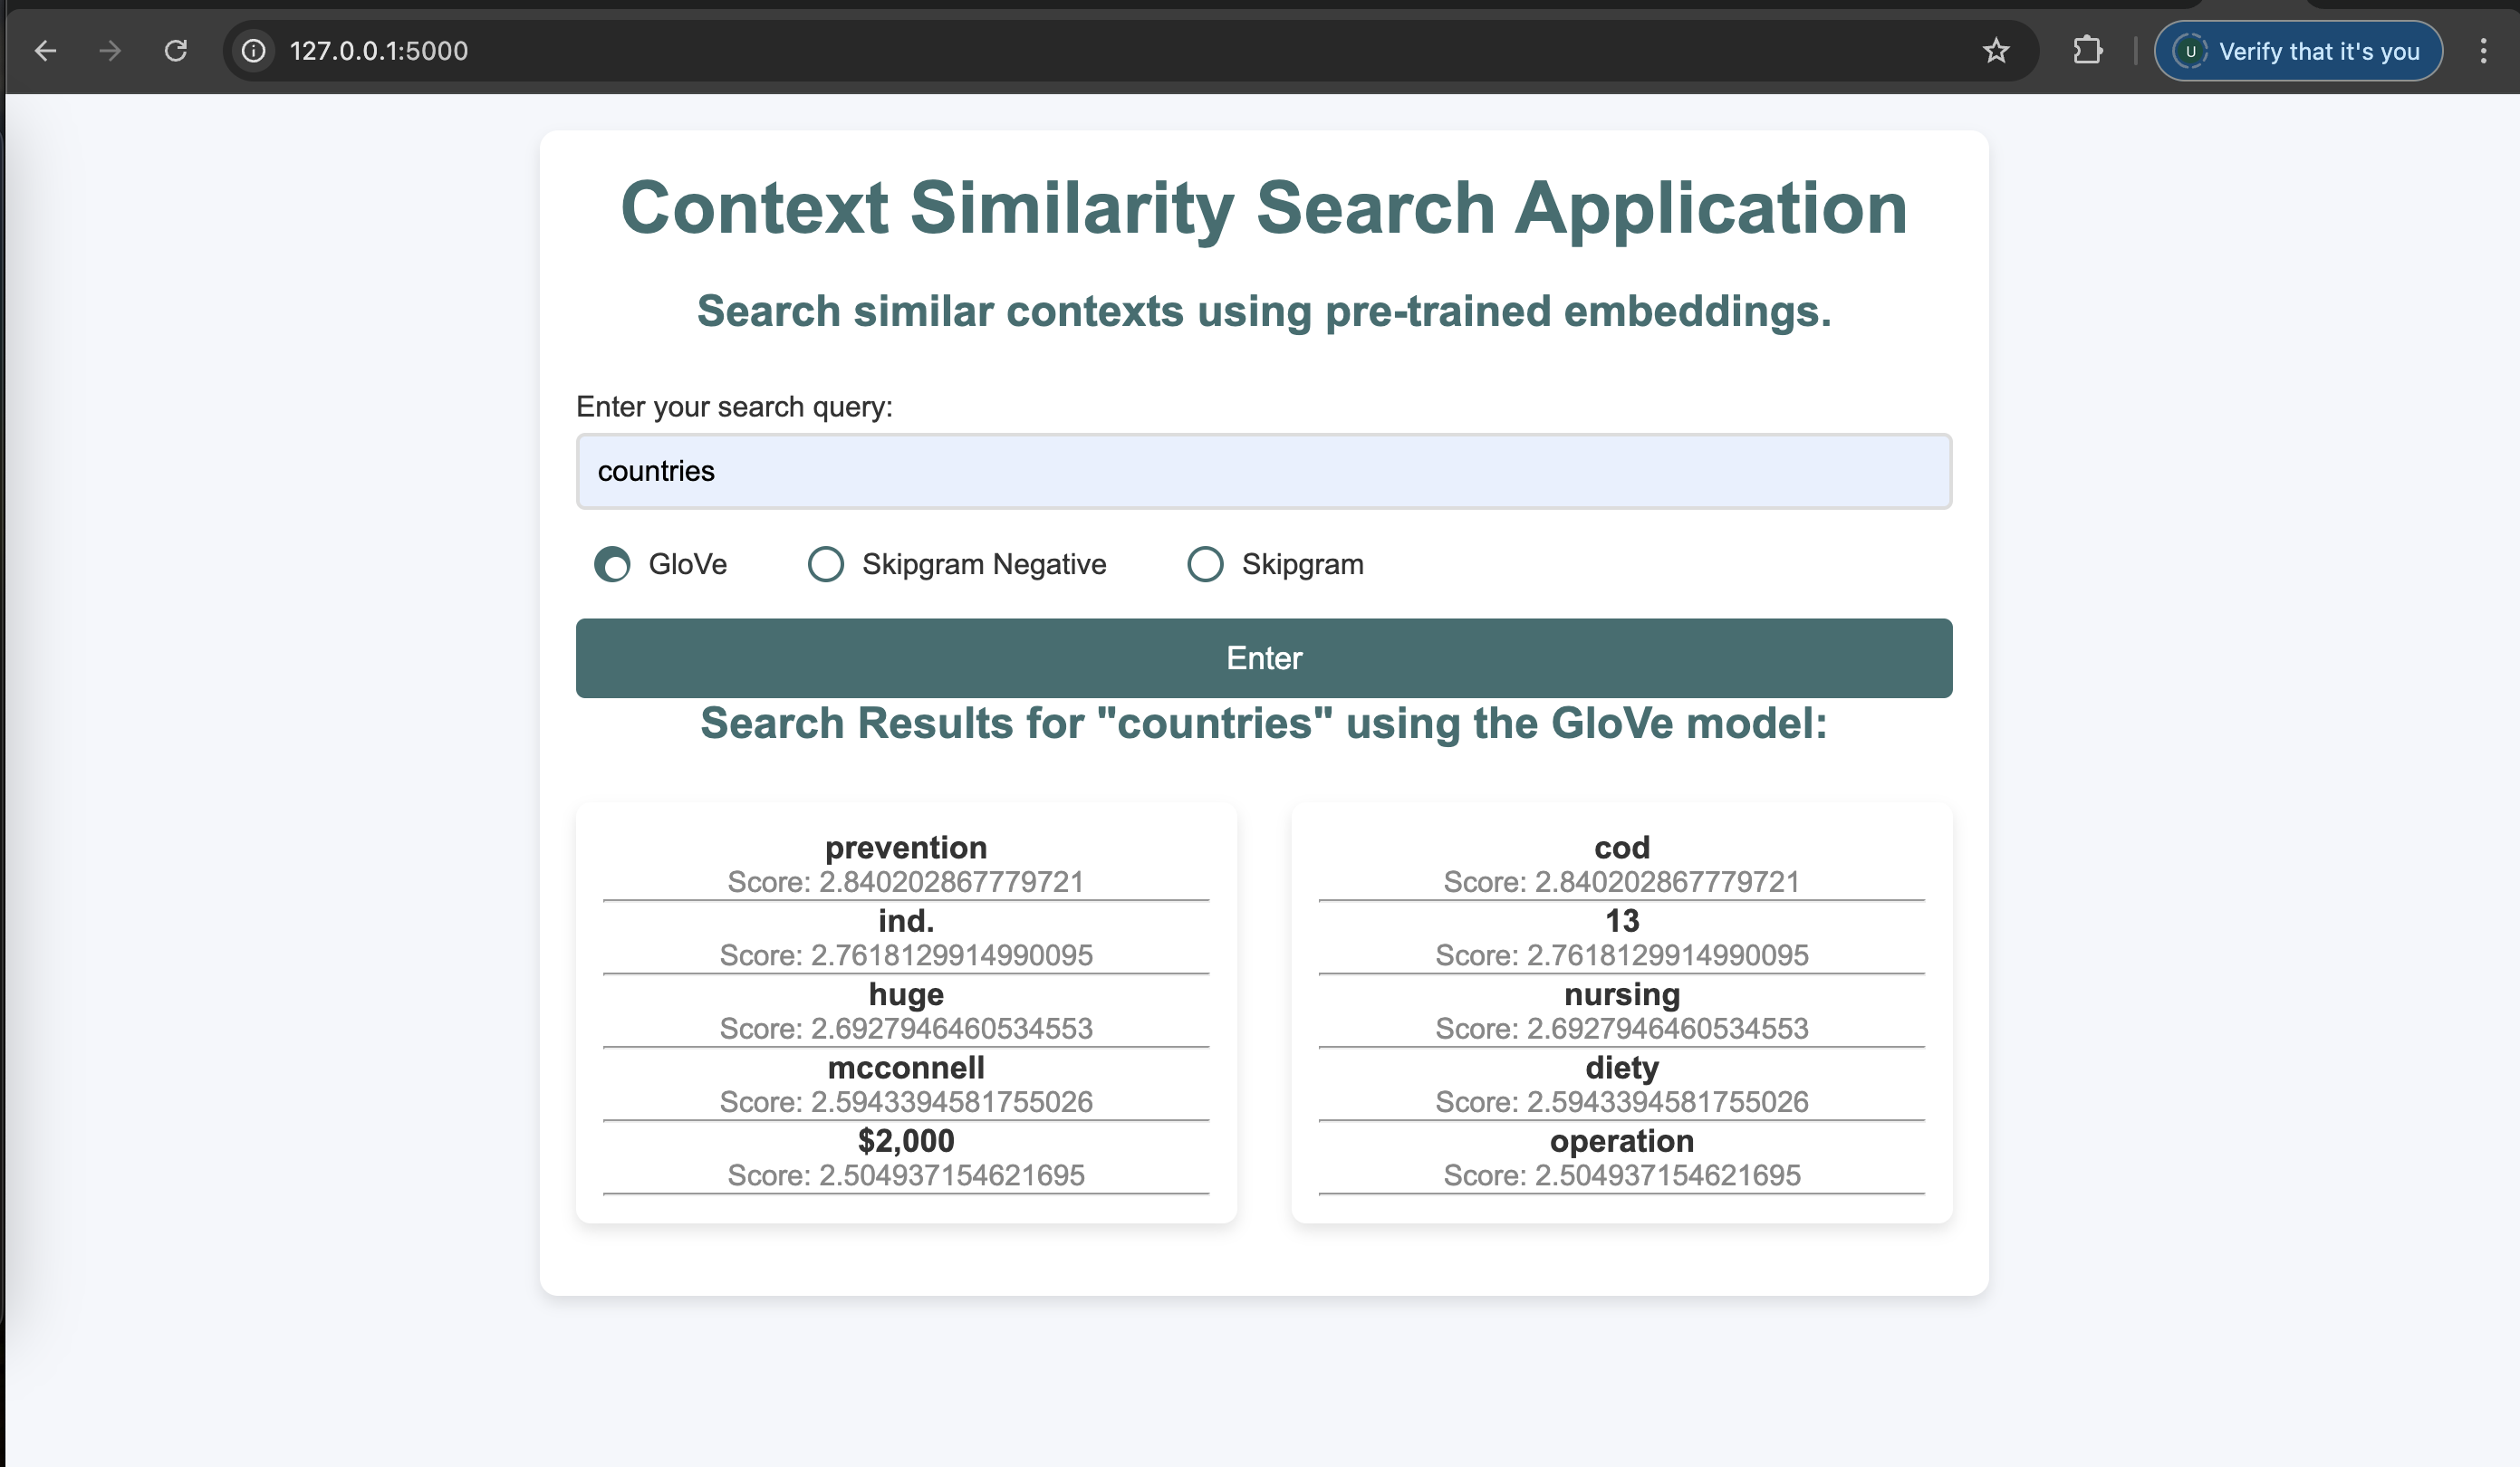 127.0.0.1:5000
U Verify that it's you
Context Similarity Search Application
Search similar contexts using pre-trained embeddings.
Enter your search query:
countries
GloVe Skipgram Negative Skipgram
Enter
Search Results for "countries" using the GloVe model:
prevention
Score: 2.840202867779721
ind.
Score: 2.7618129914990095
huge
Score: 2.6927946460534553
mcconnell
Score: 2.5943394581755026
$2,000
Score: 2.504937154621695
cod
Score: 2.840202867779721
13
Score: 2.7618129914990095
nursing
Score: 2.6927946460534553
diety
Score: 2.5943394581755026
operation
Score: 2.504937154621695